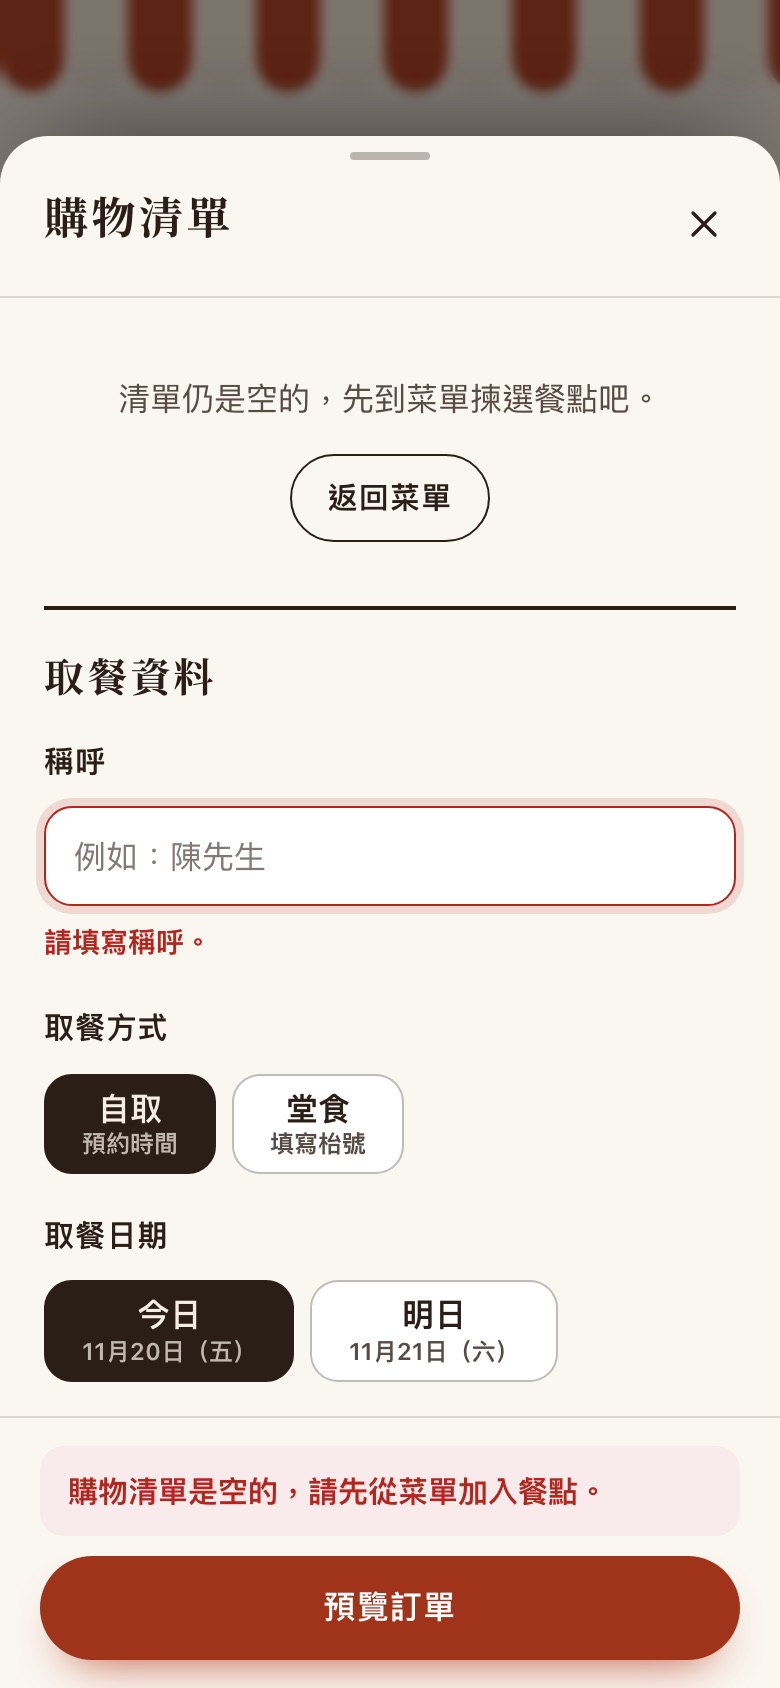 購物清單
清單仍是空的，先到菜單揀選餐點吧。
返回菜單
取餐資料
稱呼
例如：陳先生
請填寫稱呼。
取餐方式
自取
預約時間
堂食
填寫枱號
取餐日期
今日
11月20日（五）
明日
11月21日（六）
購物清單是空的，請先從菜單加入餐點。
預覽訂單